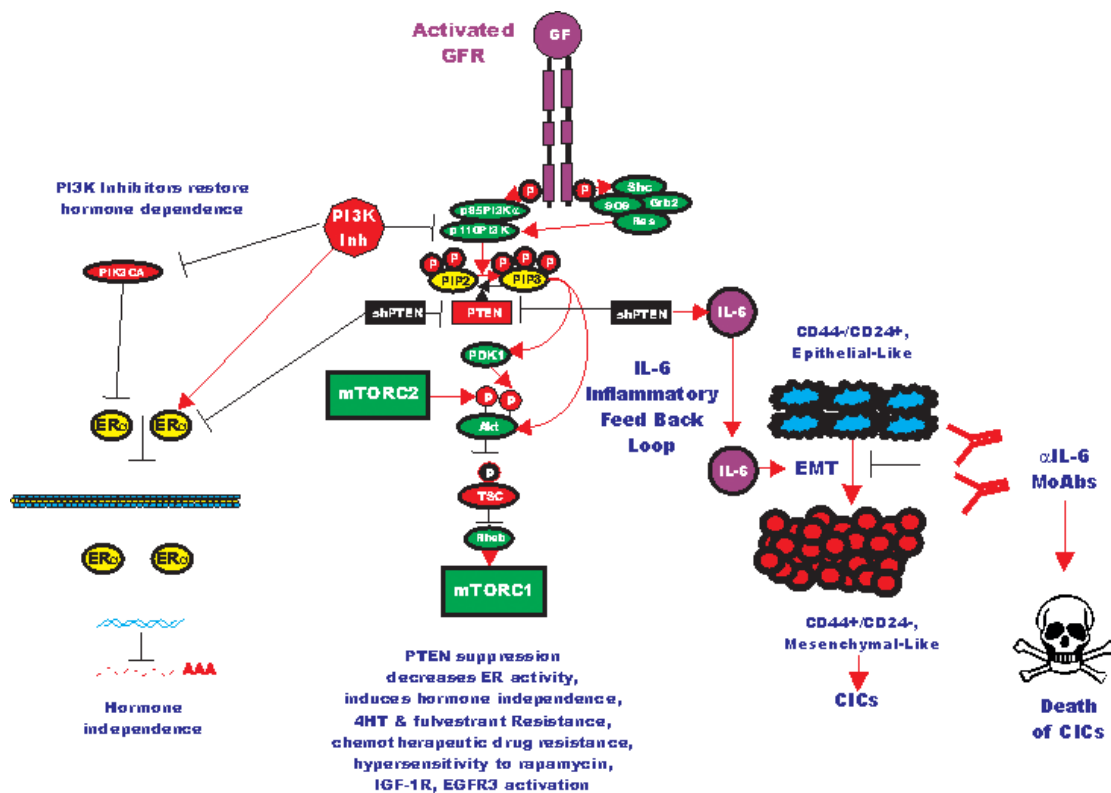 Activated
GFR
GF
PI3K Inhibitors restore
hormone dependence
PI3K
Inh
P
P
Shc
SOS
Grb2
Ras
p85PI3Kα
p110PI3K
PIK3CA
P
P
P
P
P
PIP2
PIP3
shPTEN
PTEN
shPTEN
IL-6
PDK1
mTORC2
P
P
Akt
IL-6
Inflammatory
Feed Back
Loop
CD44-/CD24+,
Epithelial-Like
ERα
ERα
P
TSC
Rheb
mTORC1
IL-6
EMT
αIL-6
MoAbs
ERα
ERα
AAA
Hormone
independence
PTEN suppression
decreases ER activity,
induces hormone independence,
4HT & fulvestrant Resistance,
chemotherapeutic drug resistance,
hypersensitivity to rapamycin,
IGF-1R, EGFR3 activation
CD44+/CD24-,
Mesenchymal-Like
CICs
Death
of CICs